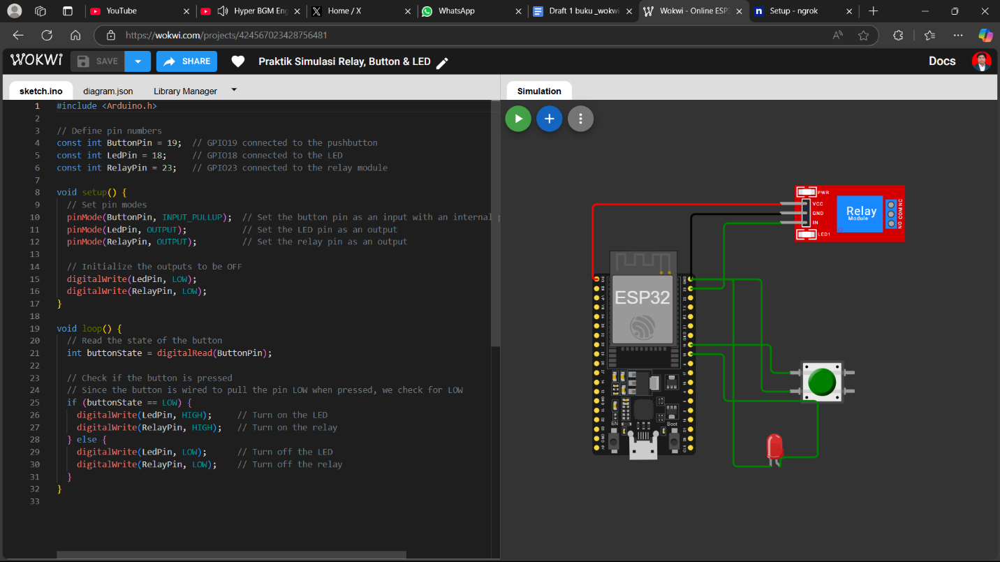 YouTube
Hyper BGM Eng
Home / X
WhatsApp
Draft 1 buku _wokwi
Wokwi - Online ESP3
Setup - ngrok
https://wokwi.com/projects/424567023428756481
WOKWI
SAVE
SHARE
Praktik Simulasi Relay, Button & LED
Docs
sketch.ino
diagram.json
Library Manager
Simulation
1 #include <Arduino.h>
2
3 // Define pin numbers
4 const int ButtonPin = 19; // GPIO19 connected to the pushbutton
5 const int LedPin = 18; // GPIO18 connected to the LED
6 const int RelayPin = 23; // GPIO23 connected to the relay module
7
8 void setup() {
9 // Set pin modes
10 pinMode(ButtonPin, INPUT_PULLUP); // Set the button pin as an input with an internal p
11 pinMode(LedPin, OUTPUT); // Set the LED pin as an output
12 pinMode(RelayPin, OUTPUT); // Set the relay pin as an output
13
14 // Initialize the outputs to be OFF
15 digitalWrite(LedPin, LOW);
16 digitalWrite(RelayPin, LOW);
17 }
18
19 void loop() {
20 // Read the state of the button
21 int buttonState = digitalRead(ButtonPin);
22
23 // Check if the button is pressed
24 // Since the button is wired to pull the pin LOW when pressed, we check for LOW
25 if (buttonState == LOW) {
26 digitalWrite(LedPin, HIGH); // Turn on the LED
27 digitalWrite(RelayPin, HIGH); // Turn on the relay
28 } else {
29 digitalWrite(LedPin, LOW); // Turn off the LED
30 digitalWrite(RelayPin, LOW); // Turn off the relay
31 }
32 }
33
PWR
VCC
GND
IN
LED1
Relay
Module
NO COM NC
ESP32
EN
Boot